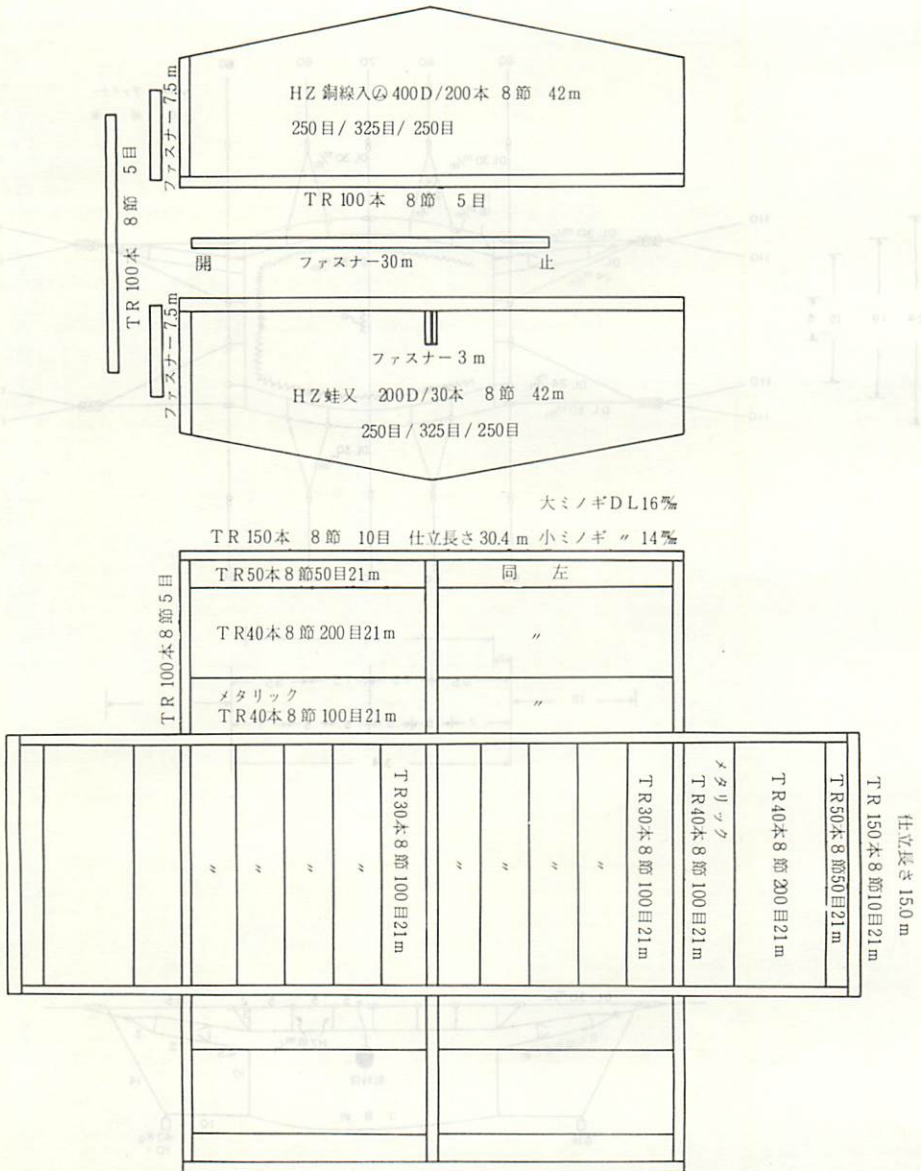 HZ 銅線入㋰ 400D/200本 8節 42m
250目/ 325目/ 250目
ファスナー7.5m
TR 100本 8節 5目
TR 100本 8節 5目
開 ファスナー30m 止
ファスナー7.5m
ファスナー3m
HZ蛙又 200D/30本 8節 42m
250目/ 325目/ 250目
大ミノギDL16㎜
TR 150本 8節 10目 仕立長さ30.4m 小ミノギ 〃 14㎜
TR50本8節50目21m 同左
TR 100本8節5目
TR40本8節 200目21m 〃
メタリック
TR40本8節 100目21m 〃
〃
〃
〃
〃
TR30本8節 100目21m
〃
〃
〃
〃
TR30本8節 100目21m
メタリック
TR40本8節 100目21m
TR40本8節 200目21m
TR50本8節50目21m
TR 150本8節10目21m
仕立長さ 15.0m